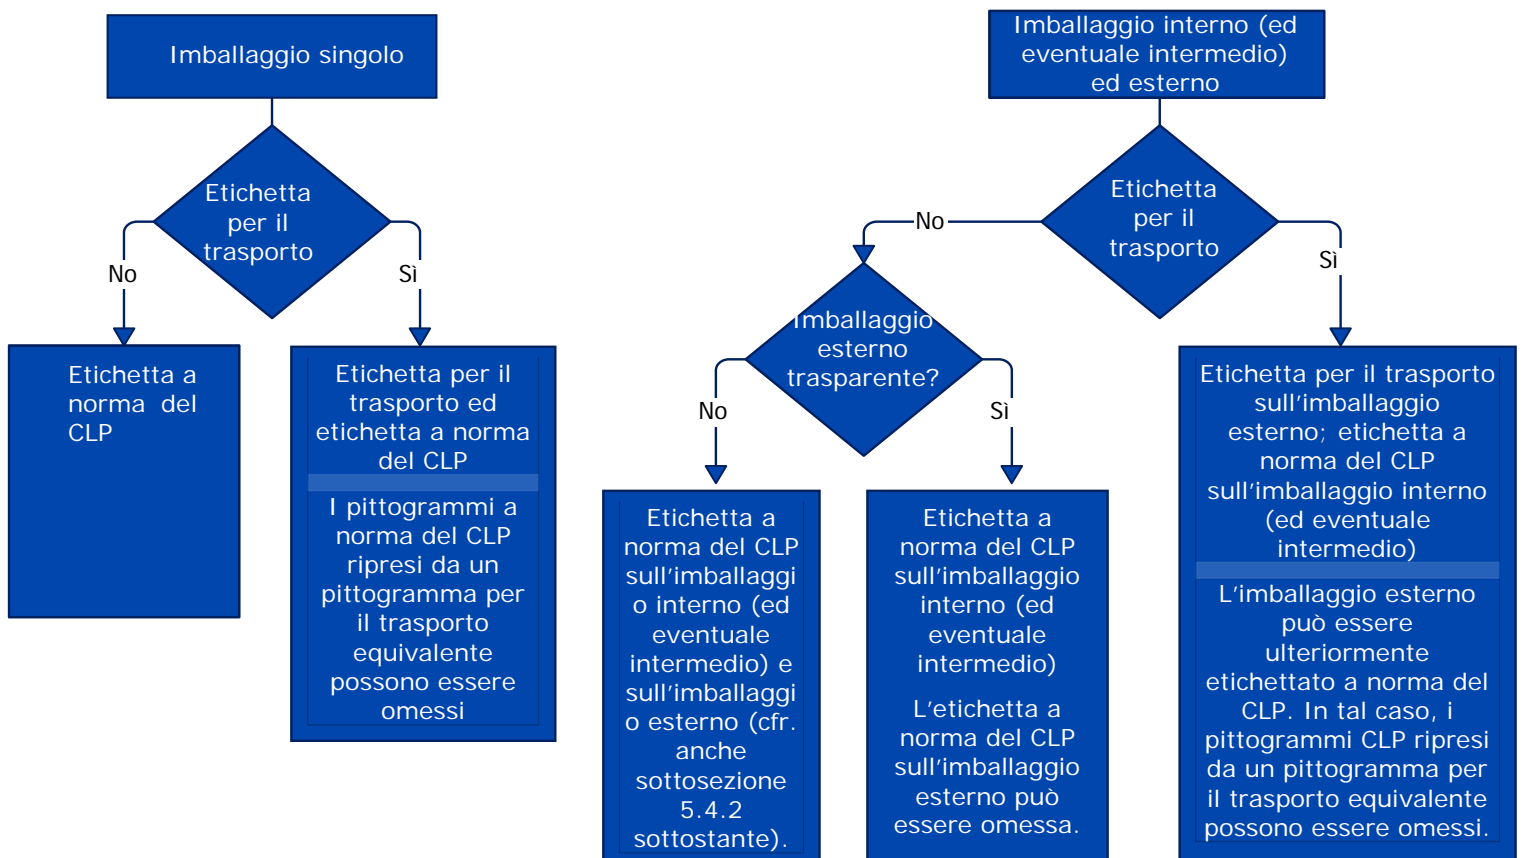 Imballaggio singolo
Etichetta
per il
trasporto
No
Sì
Etichetta a
norma del
CLP
Etichetta per il
trasporto ed
etichetta a norma
del CLP
I pittogrammi a
norma del CLP
ripresi da un
pittogramma per
il trasporto
equivalente
possono essere
omessi
Imballaggio interno (ed
eventuale intermedio)
ed esterno
Etichetta
per il
trasporto
No
Sì
Imballaggio
esterno
trasparente?
No
Sì
Etichetta a
norma del CLP
sull'imballaggi
o interno (ed
eventuale
intermedio) e
sull'imballaggi
o esterno (cfr.
anche
sottosezione
5.4.2
sottostante).
Etichetta a
norma del CLP
sull'imballaggio
interno (ed
eventuale
intermedio)
L'etichetta a
norma del CLP
sull'imballaggio
esterno può
essere omessa.
Etichetta per il trasporto
sull'imballaggio
esterno; etichetta a
norma del CLP
sull'imballaggio interno
(ed eventuale
intermedio)
L'imballaggio esterno
può essere
ulteriormente
etichettato a norma del
CLP. In tal caso, i
pittogrammi CLP ripresi
da un pittogramma per
il trasporto equivalente
possono essere omessi.